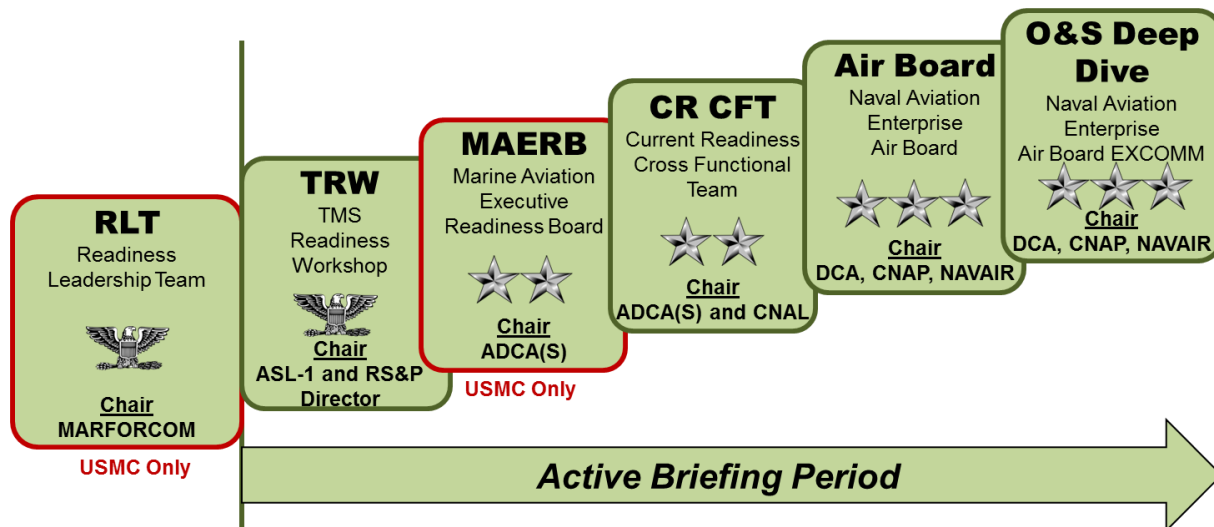 RLT
Readiness
Leadership Team
Chair
MARFORCOM
USMC Only
TRW
TMS
Readiness
Workshop
Chair
ASL-1 and RS&P
Director
MAERB
Marine Aviation
Executive
Readiness Board
Chair
ADCA(S)
USMC Only
CR CFT
Current Readiness
Cross Functional
Team
Chair
ADCA(S) and CNAL
Air Board
Naval Aviation
Enterprise
Air Board
Chair
DCA, CNAP, NAVAIR
O&S Deep
Dive
Naval Aviation
Enterprise
Air Board EXCOMM
Chair
DCA, CNAP, NAVAIR
Active Briefing Period